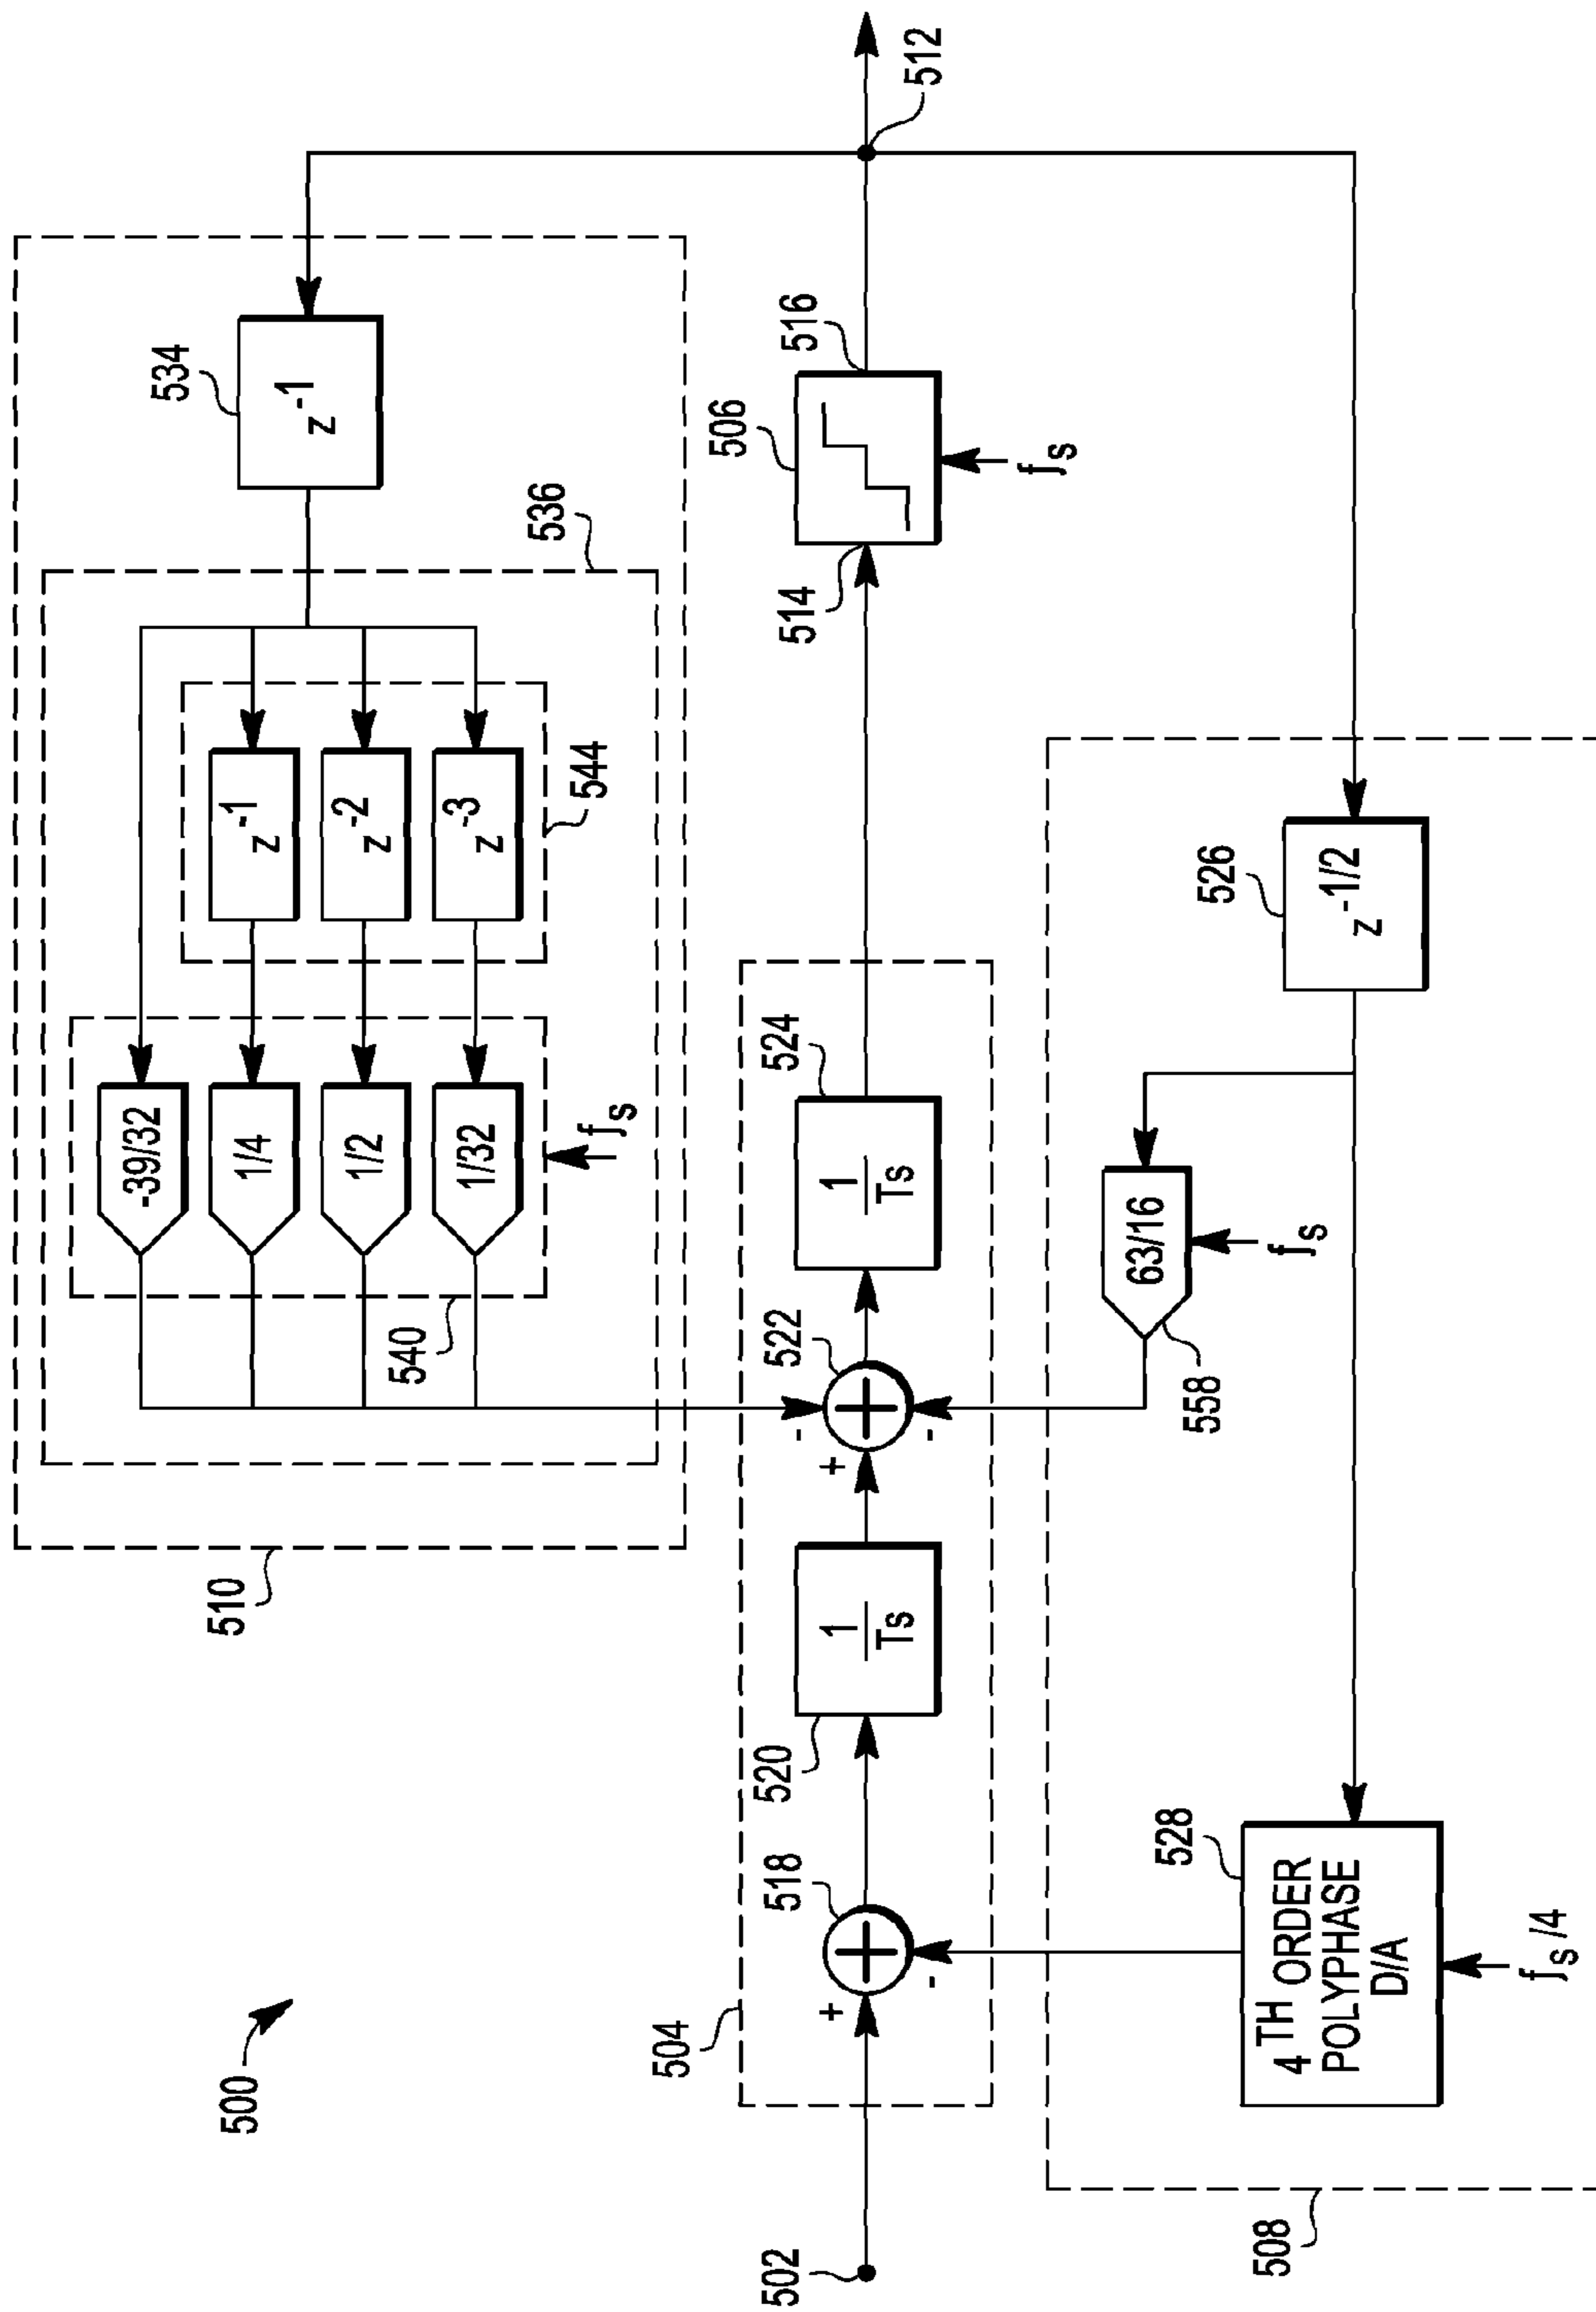 500
510
534
z-1
536
-39/32
1/4
1/2
1/32
z-1
z-2
z-3
544
540
fs
502
504
518
520
1
Ts
522
524
1
Ts
+
-
+
-
-
514
506
516
fs
512
508
528
4TH ORDER
POLYPHASE
D/A
fs/4
558
63/16
fs
526
z-1/2